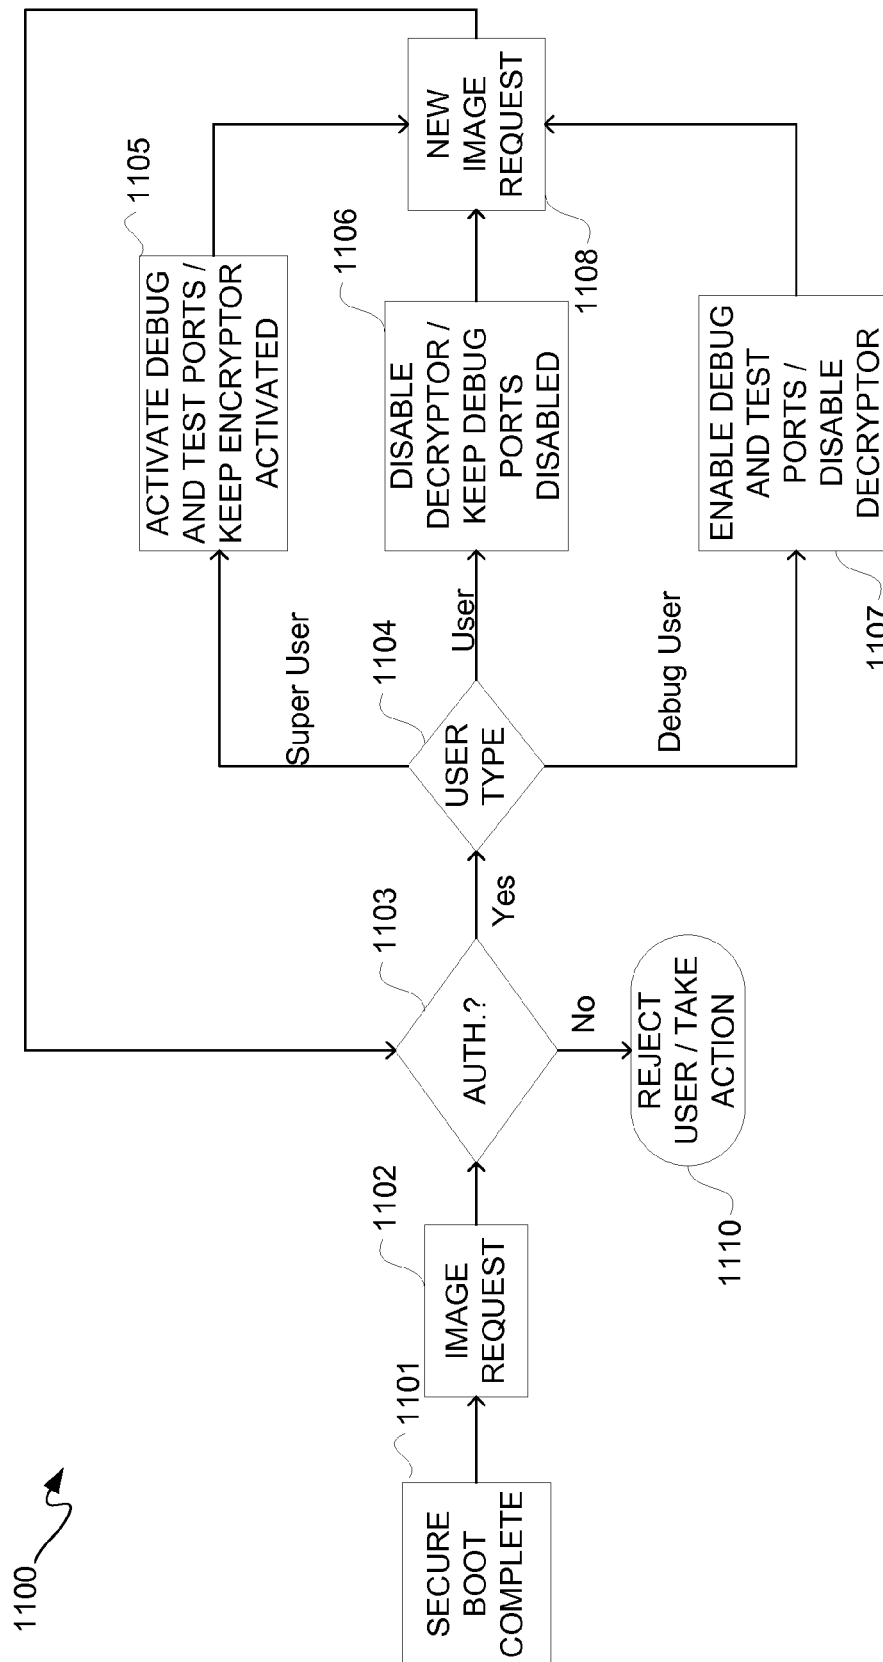 1100
SECURE
BOOT
COMPLETE
1101
IMAGE
REQUEST
1102
AUTH.?
1103
Yes
No
REJECT
USER / TAKE
ACTION
1110
USER
TYPE
1104
Super User
User
Debug User
ACTIVATE DEBUG
AND TEST PORTS /
KEEP ENCRYPTOR
ACTIVATED
1105
DISABLE
DECRYPTOR /
KEEP DEBUG
PORTS
DISABLED
1106
ENABLE DEBUG
AND TEST
PORTS /
DISABLE
DECRYPTOR
1107
NEW
IMAGE
REQUEST
1108